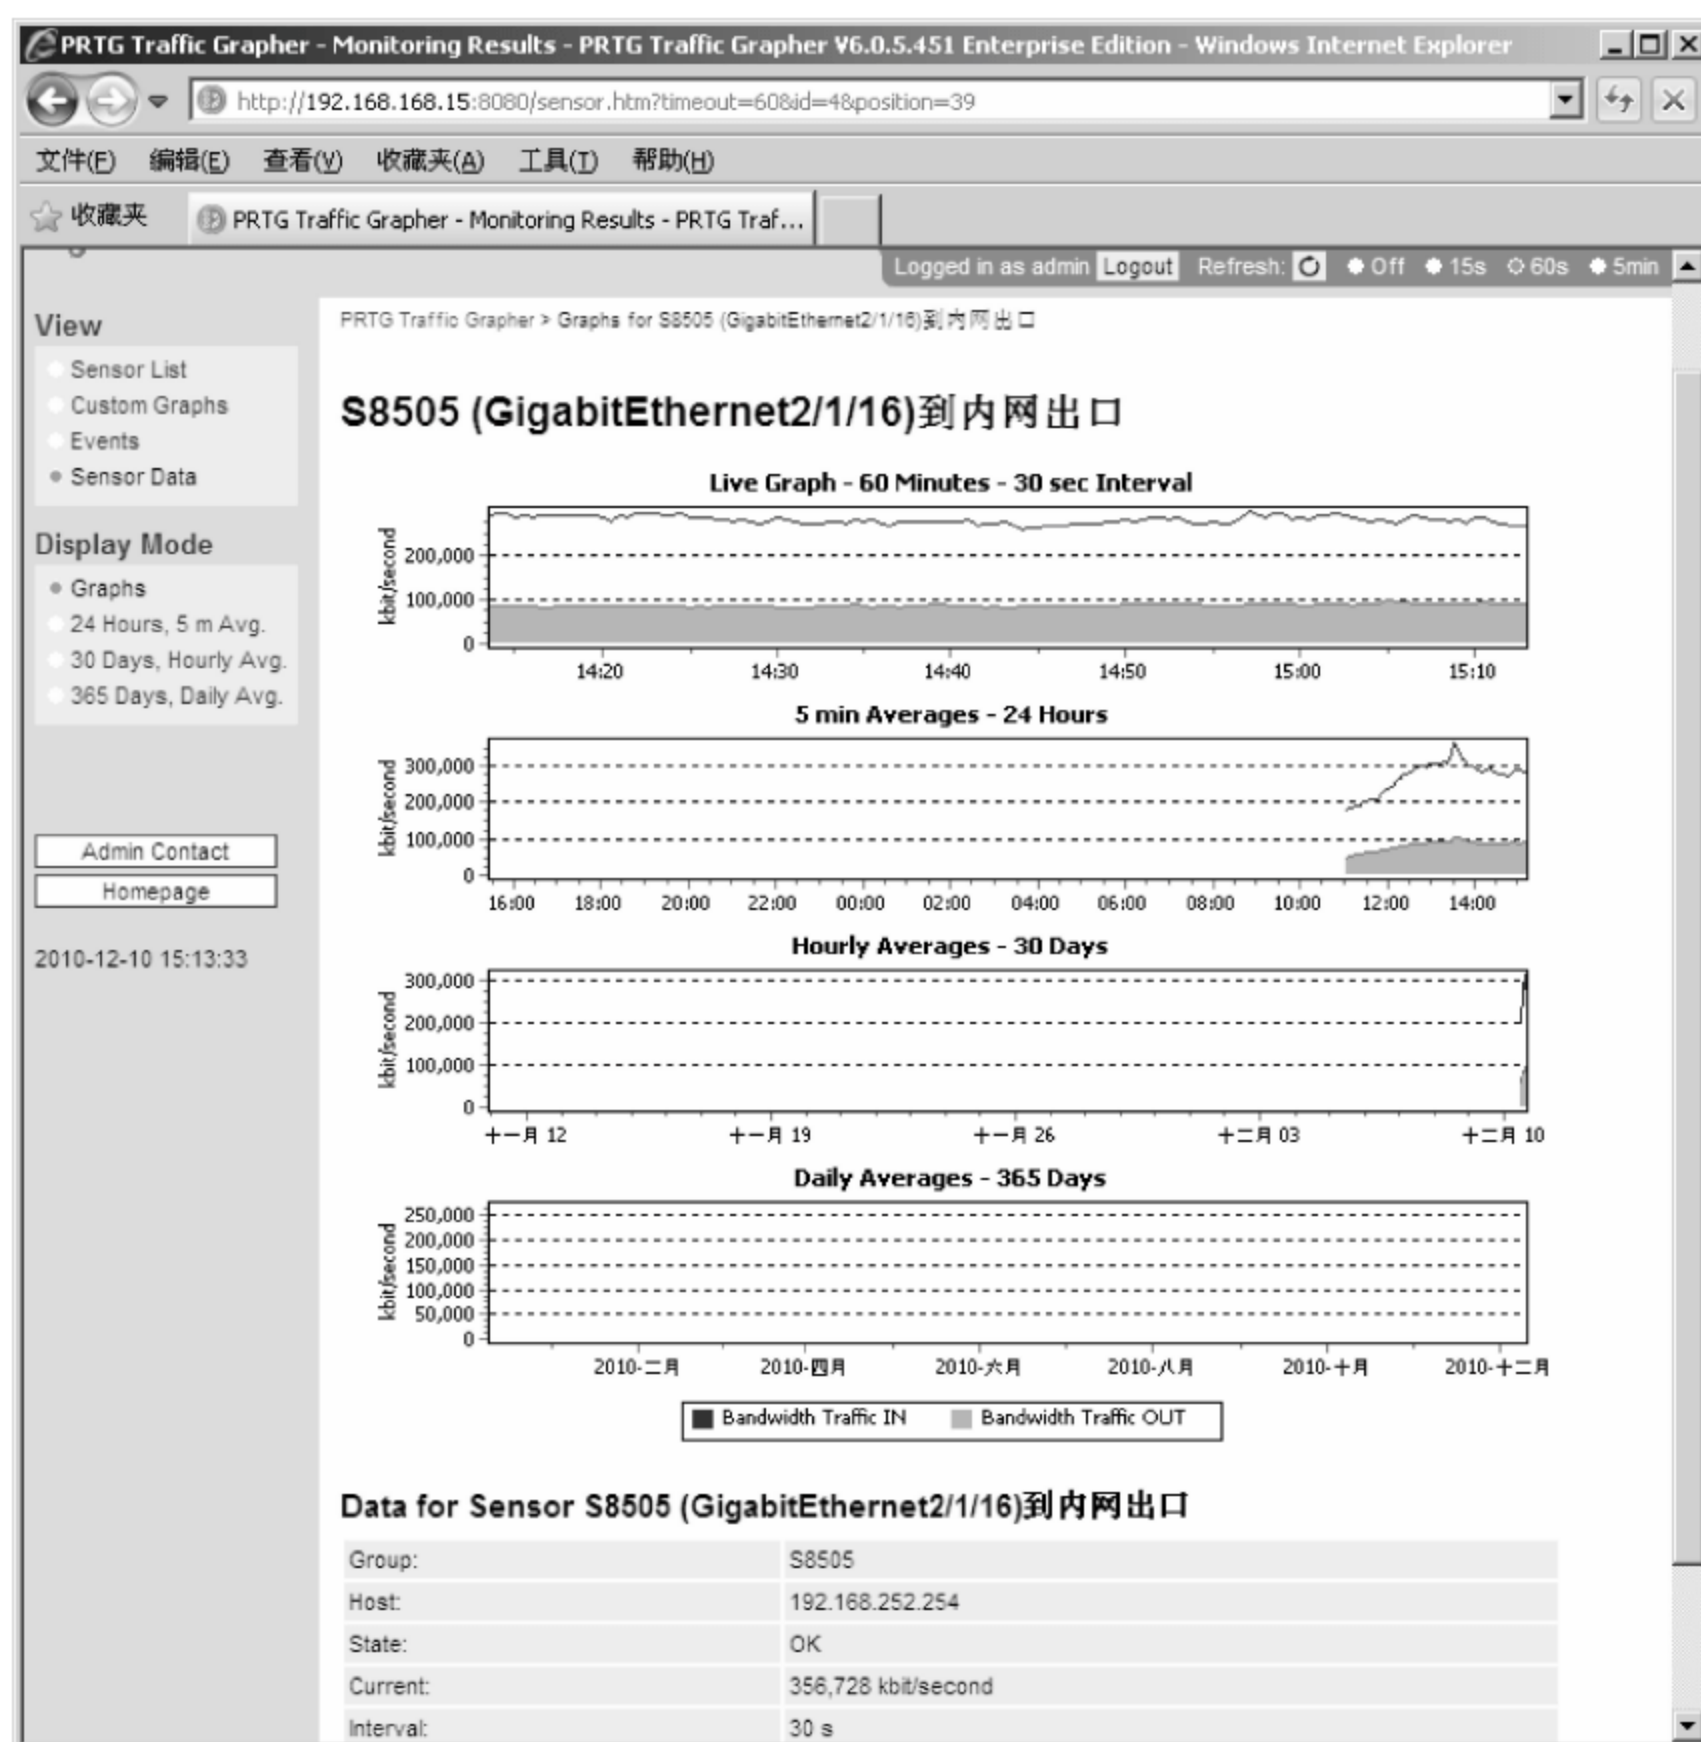 PRTG Traffic Grapher - Monitoring Results - PRTG Traffic Grapher V6.0.5.451 Enterprise Edition - Windows Internet Explorer
http://192.168.168.15:8080/sensor.htm?timeout=60&id=4&position=39
文件(F) 编辑(E) 查看(V) 收藏夹(A) 工具(T) 帮助(H)
收藏夹 PRTG Traffic Grapher - Monitoring Results - PRTG Traf...
Logged in as admin Logout Refresh: Off 15s 60s 5min
View
Sensor List
Custom Graphs
Events
Sensor Data
Display Mode
Graphs
24 Hours, 5 m Avg.
30 Days, Hourly Avg.
365 Days, Daily Avg.
Admin Contact
Homepage
2010-12-10 15:13:33
PRTG Traffic Grapher > Graphs for S8505 (GigabitEthernet2/1/16)到内网出口
S8505 (GigabitEthernet2/1/16)到内网出口
Live Graph - 60 Minutes - 30 sec Interval
kbit/second
200,000
100,000
0
14:20 14:30 14:40 14:50 15:00 15:10
5 min Averages - 24 Hours
kbit/second
300,000
200,000
100,000
0
16:00 18:00 20:00 22:00 00:00 02:00 04:00 06:00 08:00 10:00 12:00 14:00
Hourly Averages - 30 Days
kbit/second
300,000
200,000
100,000
0
十一月 12 十一月 19 十一月 26 十二月 03 十二月 10
Daily Averages - 365 Days
kbit/second
250,000
200,000
150,000
100,000
50,000
0
2010-二月 2010-四月 2010-六月 2010-八月 2010-十月 2010-十二月
Bandwidth Traffic IN Bandwidth Traffic OUT
Data for Sensor S8505 (GigabitEthernet2/1/16)到内网出口
Group: S8505
Host: 192.168.252.254
State: OK
Current: 356,728 kbit/second
Interval: 30 s